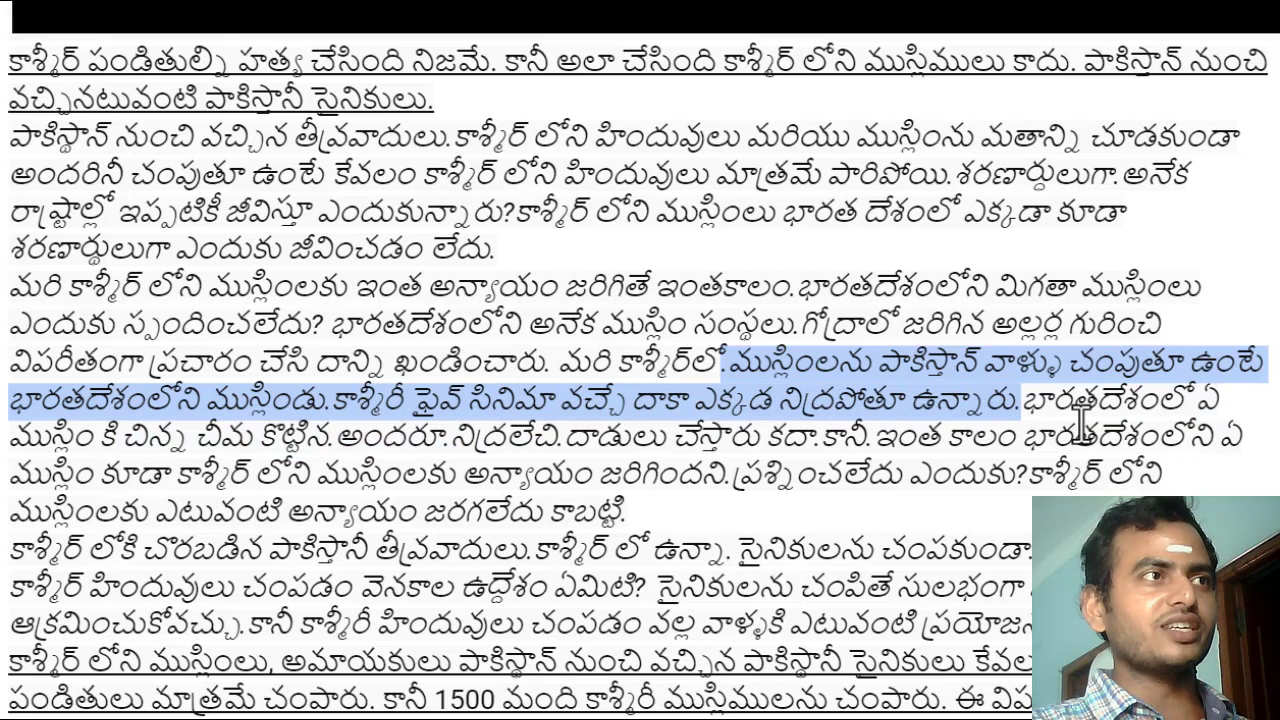 కాశ్మీర్ పండితుల్ని హత్య చేసింది నిజమే. కానీ అలా చేసింది కాశ్మీర్ లోని ముస్లిములు కాదు. పాకిస్తాన్ నుంచి
వచ్చినటువంటి పాకిస్తానీ సైనికులు.
పాకిస్థాన్ నుంచి వచ్చిన తీవ్రవాదులు.కాశ్మీర్ లోని హిందువులు మరియు ముస్లింను మతాన్ని చూడకుండా
అందరినీ చంపుతూ ఉంటే కేవలం కాశ్మీర్ లోని హిందువులు మాత్రమే పారిపోయి.శరణార్థులుగా.అనేక
రాష్ట్రాల్లో ఇప్పటికీ జీవిస్తూ ఎందుకున్నారు?కాశ్మీర్ లోని ముస్లింలు భారత దేశంలో ఎక్కడా కూడా
శరణార్థులుగా ఎందుకు జీవించడం లేదు.
మరి కాశ్మీర్ లోని ముస్లింలకు ఇంత అన్యాయం జరిగితే ఇంతకాలం.భారతదేశంలోని మిగతా ముస్లింలు
ఎందుకు స్పందించలేదు? భారతదేశంలోని అనేక ముస్లిం సంస్థలు.గోద్రాలో జరిగిన అల్లర్ల గురించి
విపరీతంగా ప్రచారం చేసి దాన్ని ఖండించారు. మరి కాశ్మీర్‌లో.ముస్లింలను పాకిస్తాన్ వాళ్ళు చంపుతూ ఉంటే
భారతదేశంలోని ముస్లిండు.కాశ్మీరీ ఫైవ్ సినిమా వచ్చే దాకా ఎక్కడ నిద్రపోతూ ఉన్నారు.భారతదేశంలో ఏ
ముస్లిం కి చిన్న చీమ కొట్టిన.అందరూ.నిద్రలేచి.దాడులు చేస్తారు కదా.కానీ. ఇంత కాలం భారతదేశంలోని ఏ
ముస్లిం కూడా కాశ్మీర్ లోని ముస్లింలకు అన్యాయం జరిగిందని.ప్రశ్నించలేదు ఎందుకు?కాశ్మీర్ లోని
ముస్లింలకు ఎటువంటి అన్యాయం జరగలేదు కాబట్టి.
కాశ్మీర్ లోకి చొరబడిన పాకిస్తానీ తీవ్రవాదులు.కాశ్మీర్ లో ఉన్నా. సైనికులను చంపకుండా.
కాశ్మీర్ హిందువులు చంపడం వెనకాల ఉద్దేశం ఏమిటి? సైనికులను చంపితే సులభంగా
ఆక్రమించుకోవచ్చు.కానీ కాశ్మీరీ హిందువులు చంపడం వల్ల వాళ్ళకి ఎటువంటి
కాశ్మీర్ లోని ముస్లింలు, అమాయకులు పాకిస్థాన్ నుంచి వచ్చిన పాకిస్థానీ సైనికులు
పండితులు మాత్రమే చంపారు. కానీ 1500 మంది కాశ్మీరీ ముస్లిములను చంపారు. ఈ